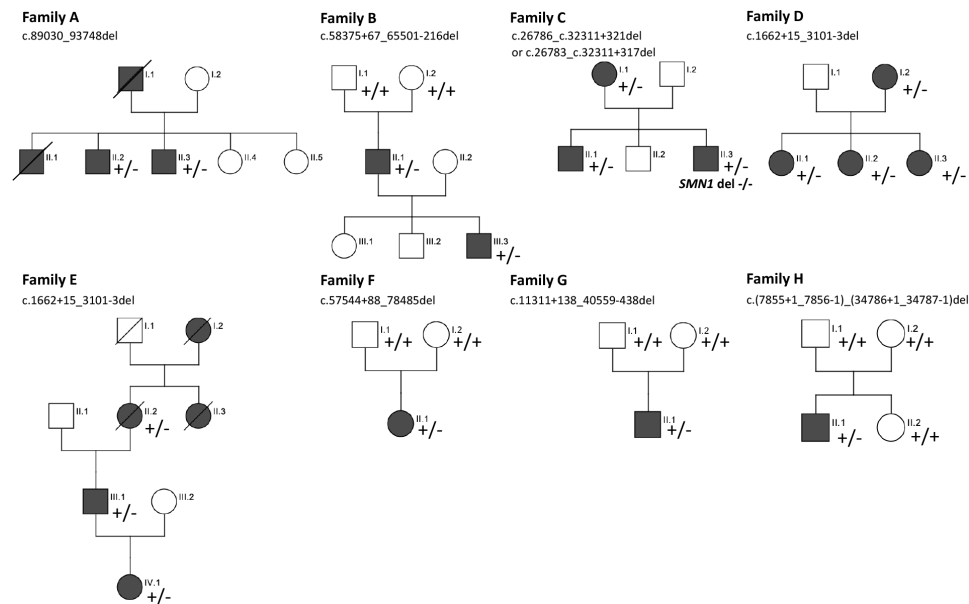 Family A
c.89030_93748del
I.1
I.2
II.1
II.2
+/-
II.3
+/-
II.4
II.5
Family B
c.58375+67_65501-216del
I.1
+/+
I.2
+/+
II.1
+/-
II.2
III.1
III.2
III.3
+/-
Family C
c.26786_c.32311+321del
or c.26783_c.32311+317del
I.1
+/-
I.2
II.1
+/-
II.2
II.3
+/-
SMN1 del -/-
Family D
c.1662+15_3101-3del
I.1
I.2
+/-
II.1
+/-
II.2
+/-
II.3
+/-
Family E
c.1662+15_3101-3del
I.1
I.2
II.1
II.2
+/-
II.3
III.1
+/-
III.2
IV.1
+/-
Family F
c.57544+88_78485del
I.1
+/+
I.2
+/+
II.1
+/-
Family G
c.11311+138_40559-438del
I.1
+/+
I.2
+/+
II.1
+/-
Family H
c.(7855+1_7856-1)_(34786+1_34787-1)del
I.1
+/+
I.2
+/+
II.1
+/-
II.2
+/+